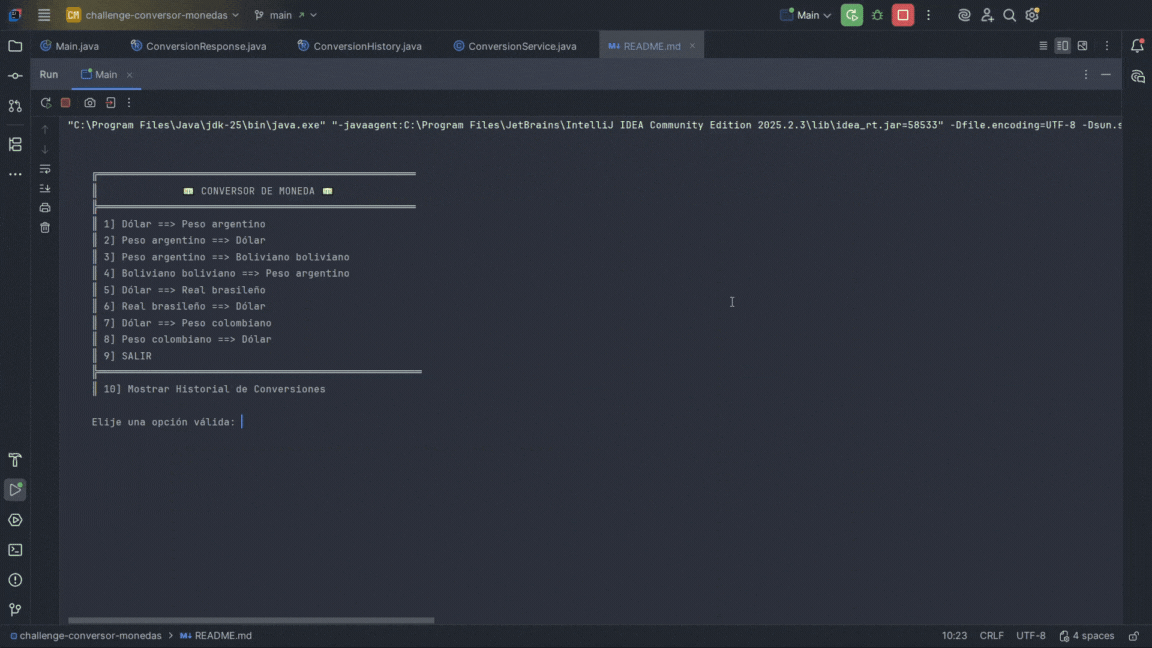 CM challenge-conversor-monedas main Main
Main.java ConversionResponse.java ConversionHistory.java ConversionService.java M↓ README.md
Run Main
"C:\Program Files\Java\jdk-25\bin\java.exe" "-javaagent:C:\Program Files\JetBrains\IntelliJ IDEA Community Edition 2025.2.3\lib\idea_rt.jar=58533" -Dfile.encoding=UTF-8 -Dsun.s
CONVERSOR DE MONEDA
1] Dólar ==> Peso argentino
2] Peso argentino ==> Dólar
3] Peso argentino ==> Boliviano boliviano
4] Boliviano boliviano ==> Peso argentino
5] Dólar ==> Real brasileño
6] Real brasileño ==> Dólar
7] Dólar ==> Peso colombiano
8] Peso colombiano ==> Dólar
9] SALIR
10] Mostrar Historial de Conversiones
Elije una opción válida:
challenge-conversor-monedas > M↓ README.md 10:23 CRLF UTF-8 4 spaces